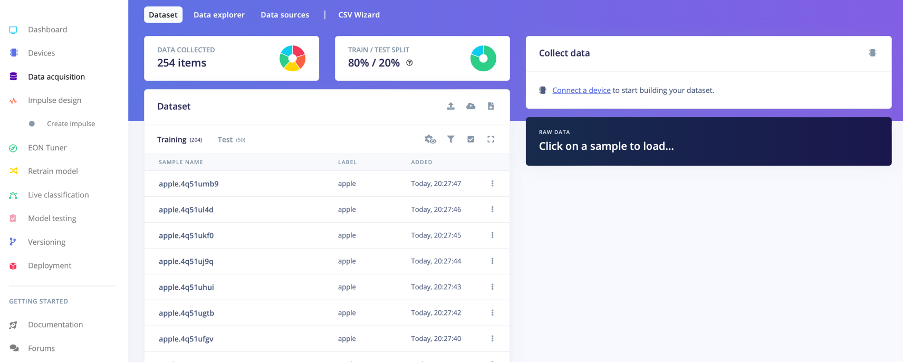 Dashboard
Devices
Data acquisition
Impulse design
Create impulse
EON Tuner
Retrain model
Live classification
Model testing
Versioning
Deployment
GETTING STARTED
Documentation
Forums
Dataset Data explorer Data sources | CSV Wizard
DATA COLLECTED
254 items
TRAIN / TEST SPLIT
80% / 20%
Dataset
Training (204) Test (50)
SAMPLE NAME LABEL ADDED
apple.4q51umb9 apple Today, 20:27:47
apple.4q51ul4d apple Today, 20:27:46
apple.4q51ukf0 apple Today, 20:27:45
apple.4q51uj9q apple Today, 20:27:44
apple.4q51uhui apple Today, 20:27:43
apple.4q51ugtb apple Today, 20:27:42
apple.4q51ufgv apple Today, 20:27:40
Collect data
Connect a device to start building your dataset.
RAW DATA
Click on a sample to load...